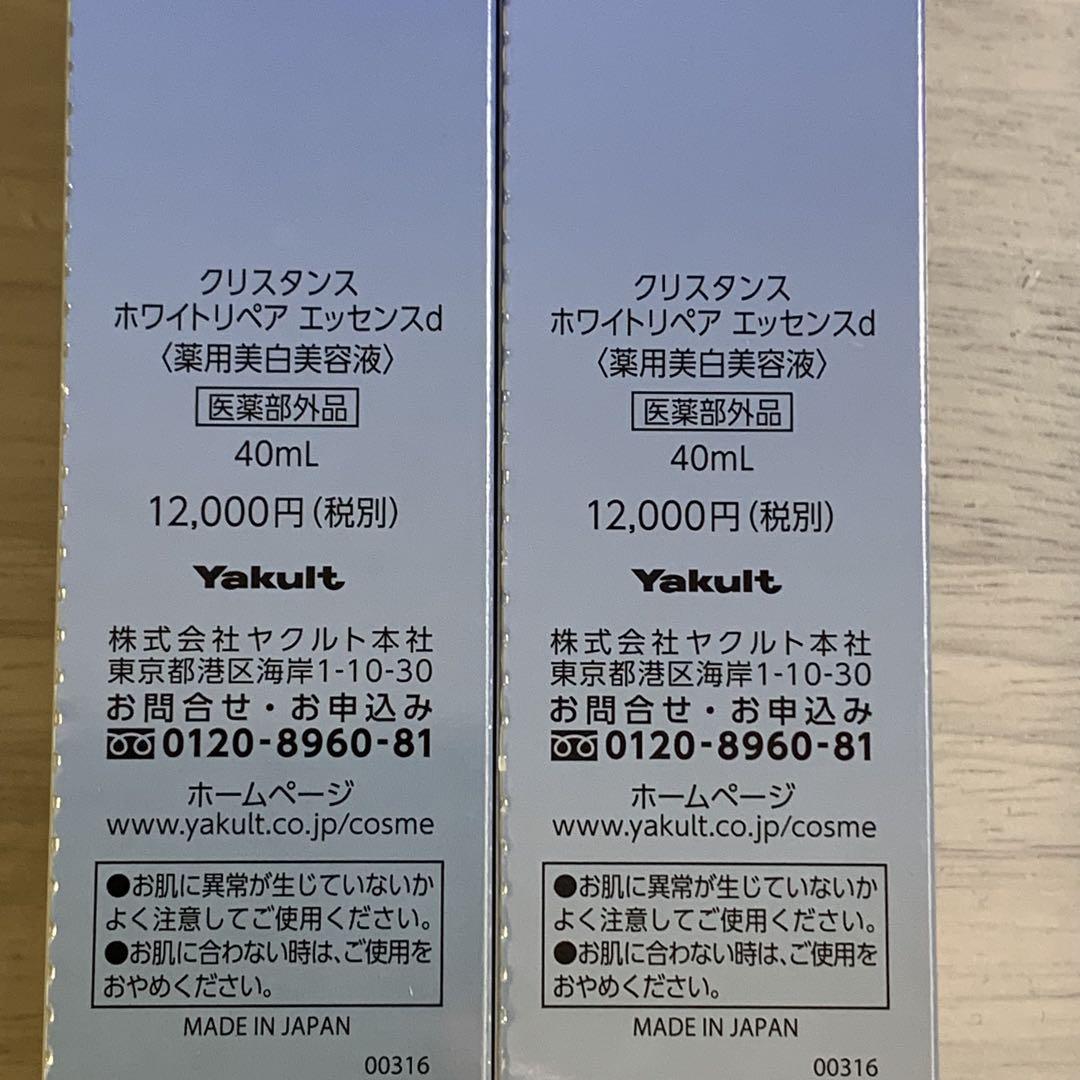 クリスタンス
ホワイトリペア エッセンスd
〈薬用美白美容液〉
医薬部外品
40mL
12,000円(税別)
Yakult
株式会社ヤクルト本社
東京都港区海岸1-10-30
お問合せ・お申込み
0120-8960-81
ホームページ
www.yakult.co.jp/cosme
●お肌に異常が生じていないか
よく注意してご使用ください。
●お肌に合わない時は、ご使用を
おやめください。
MADE IN JAPAN
00316
クリスタンス
ホワイトリペア エッセンスd
〈薬用美白美容液〉
医薬部外品
40mL
12,000円(税別)
Yakult
株式会社ヤクルト本社
東京都港区海岸1-10-30
お問合せ・お申込み
0120-8960-81
ホームページ
www.yakult.co.jp/cosme
●お肌に異常が生じていないか
よく注意してご使用ください。
●お肌に合わない時は、ご使用を
おやめください。
MADE IN JAPAN
00316